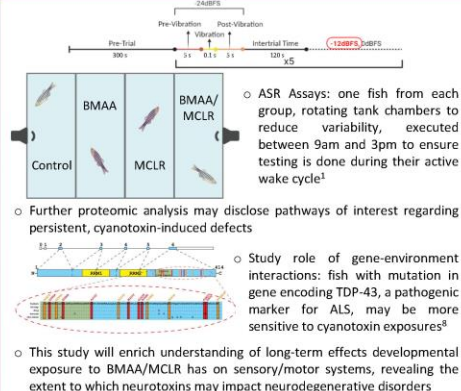 -24dBFS
Pre-Vibration Post-Vibration
Vibration
Pre-Trial Intertrial Time -12dBFS, 0dBFS
300 s 5 s 0.1 s 5 s 120 s
x5
Control
BMAA
MCLR
BMAA/
MCLR
○ ASR Assays: one fish from each
group, rotating tank chambers to
reduce variability, executed
between 9am and 3pm to ensure
testing is done during their active
wake cycle¹
○ Further proteomic analysis may disclose pathways of interest regarding
persistent, cyanotoxin-induced defects
○ Study role of gene-environment
interactions: fish with mutation in
gene encoding TDP-43, a pathogenic
marker for ALS, may be more
sensitive to cyanotoxin exposures⁸
○ This study will enrich understanding of long-term effects developmental
exposure to BMAA/MCLR has on sensory/motor systems, revealing the
extent to which neurotoxins may impact neurodegenerative disorders